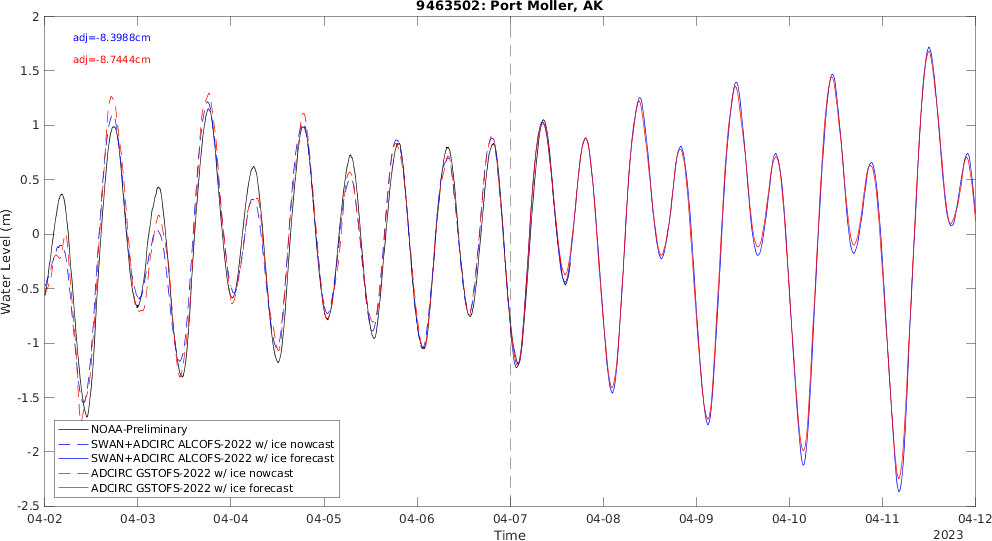 9463502: Port Moller, AK
adj=-8.3988cm
adj=-8.7444cm
2
1.5
1
0.5
0
-0.5
-1
-1.5
-2
-2.5
Water Level (m)
NOAA-Preliminary
SWAN+ADCIRC ALCOFS-2022 w/ ice nowcast
SWAN+ADCIRC ALCOFS-2022 w/ ice forecast
ADCIRC GSTOFS-2022 w/ ice nowcast
ADCIRC GSTOFS-2022 w/ ice forecast
04-02 04-03 04-04 04-05 04-06 04-07 04-08 04-09 04-10 04-11 04-12
Time
2023